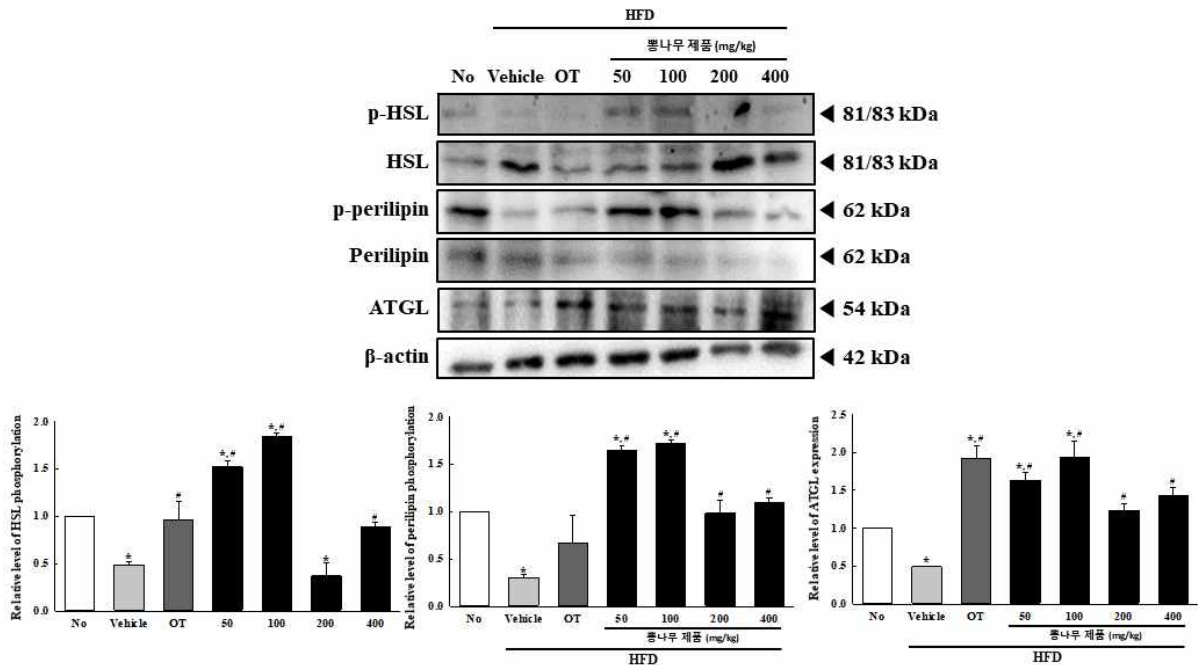 HFD
뽕나무 제품 (mg/kg)
No Vehicle OT 50 100 200 400
p-HSL ◀ 81/83 kDa
HSL ◀ 81/83 kDa
p-perilipin ◀ 62 kDa
Perilipin ◀ 62 kDa
ATGL ◀ 54 kDa
β-actin ◀ 42 kDa
Relative level of HSL phosphorylation
2.0
1.5
1.0
0.5
0.0
* # *,# *,# * #
No Vehicle OT 50 100 200 400
Relative level of perilipin phosphorylation
2.0
1.5
1.0
0.5
0.0
* *,# *,# # #
No Vehicle OT 50 100 200 400
뽕나무 제품 (mg/kg)
HFD
Relative level of ATGL expression
2.5
2.0
1.5
1.0
0.5
0.0
* *,# *,# *,# # #
No Vehicle OT 50 100 200 400
뽕나무 제품 (mg/kg)
HFD